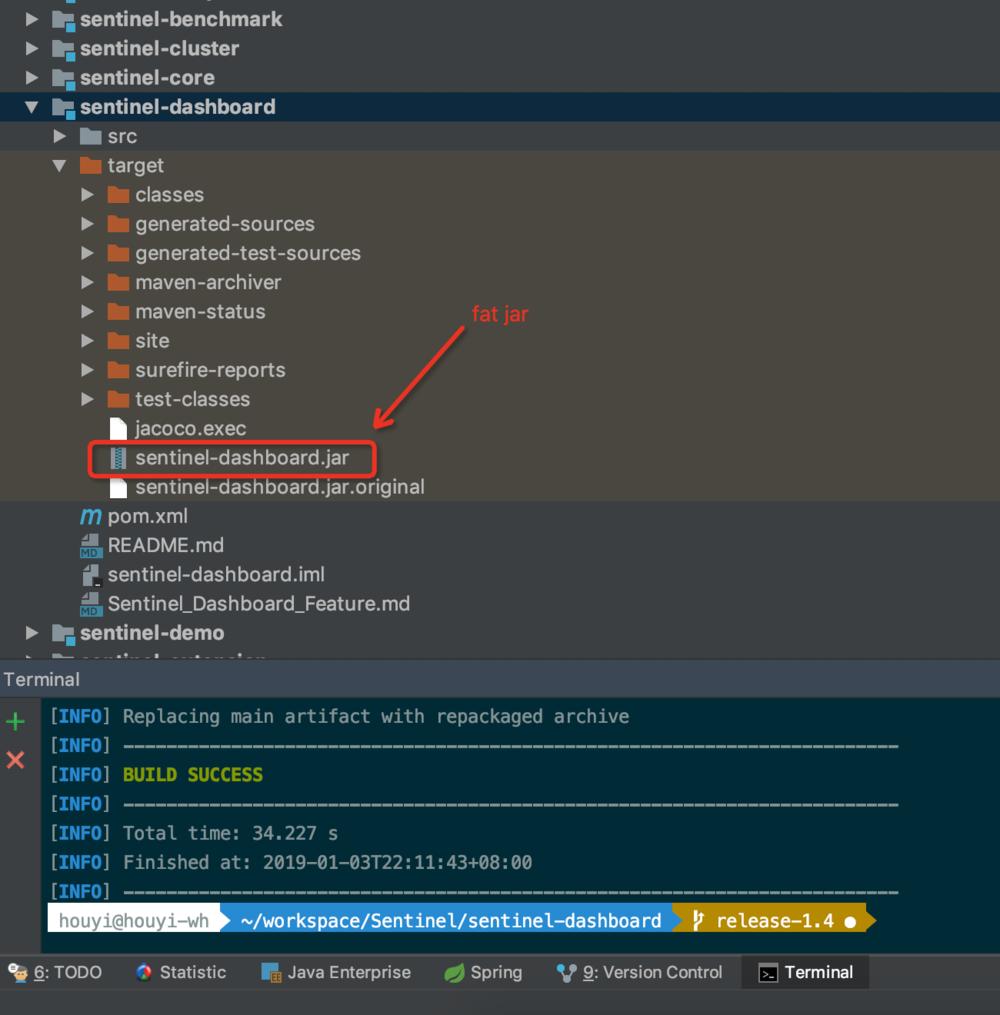 sentinel-benchmark
sentinel-cluster
sentinel-core
sentinel-dashboard
src
target
classes
generated-sources
generated-test-sources
maven-archiver
maven-status
fat jar
site
surefire-reports
test-classes
jacoco.exec
sentinel-dashboard.jar
sentinel-dashboard.jar.original
m pom.xml
MD README.md
sentinel-dashboard.iml
MD Sentinel_Dashboard_Feature.md
sentinel-demo
Terminal
[INFO] Replacing main artifact with repackaged archive
[INFO] ------------------------------------------------------------------------
[INFO] BUILD SUCCESS
[INFO] ------------------------------------------------------------------------
[INFO] Total time: 34.227 s
[INFO] Finished at: 2019-01-03T22:11:43+08:00
[INFO] ------------------------------------------------------------------------
houyi@houyi-wh ~/workspace/Sentinel/sentinel-dashboard release-1.4 ●
6: TODO Statistic Java Enterprise Spring 9: Version Control Terminal